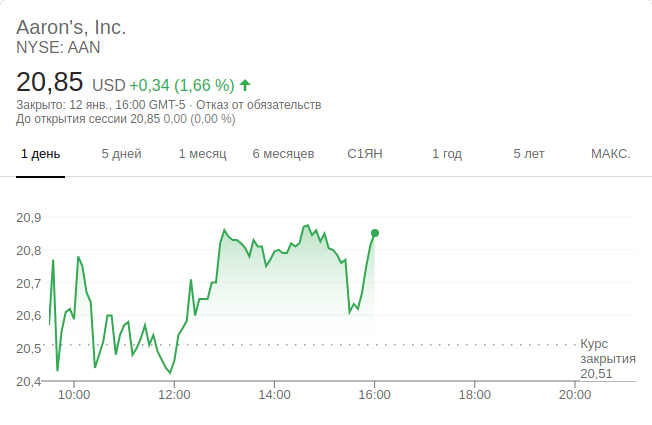 Aaron's, Inc.
NYSE: AAN
20,85 USD +0,34 (1,66 %)
Закрыто: 12 янв., 16:00 GMT-5 · Отказ от обязательств
До открытия сессии 20,85 0,00 (0,00 %)
1 день 5 дней 1 месяц 6 месяцев С1ЯН 1 год 5 лет МАКС.
20,9
20,8
20,7
20,6
20,5
20,4
Курс
закрытия
20,51
10:00 12:00 14:00 16:00 18:00 20:00